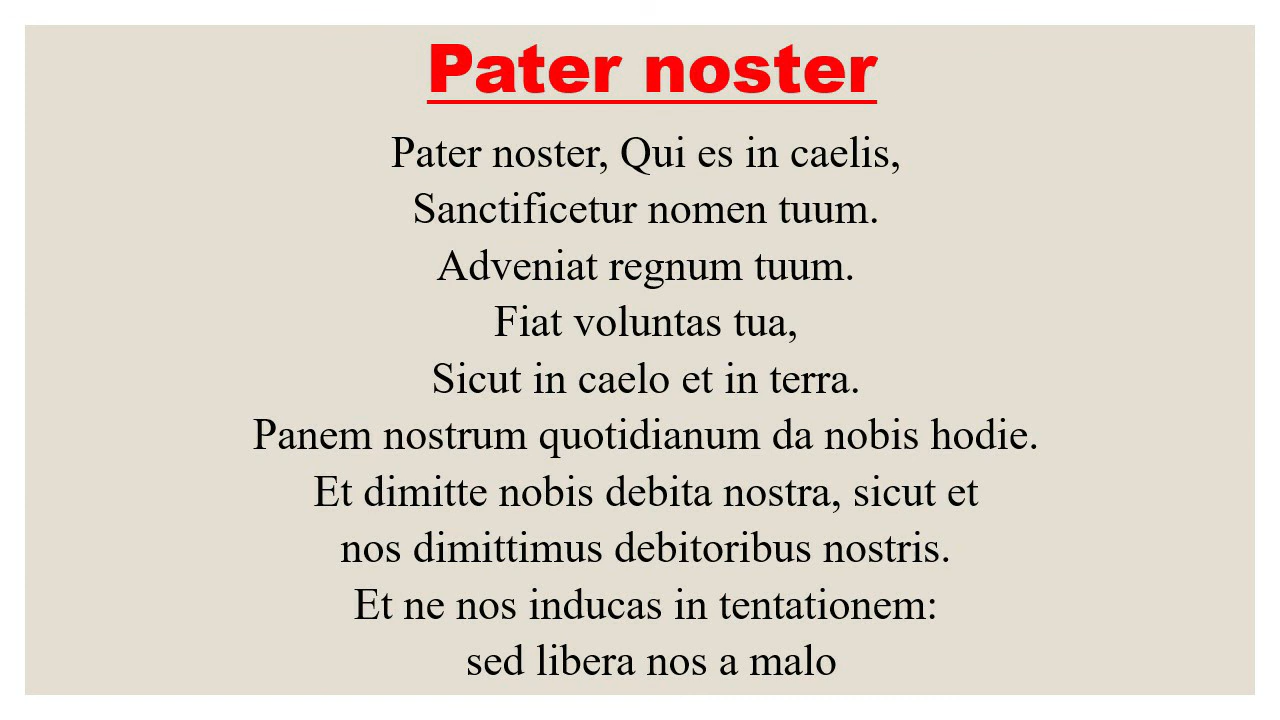 Pater noster
Pater noster, Qui es in caelis,
Sanctificetur nomen tuum.
Adveniat regnum tuum.
Fiat voluntas tua,
Sicut in caelo et in terra.
Panem nostrum quotidianum da nobis hodie.
Et dimitte nobis debita nostra, sicut et
nos dimittimus debitoribus nostris.
Et ne nos inducas in tentationem:
sed libera nos a malo